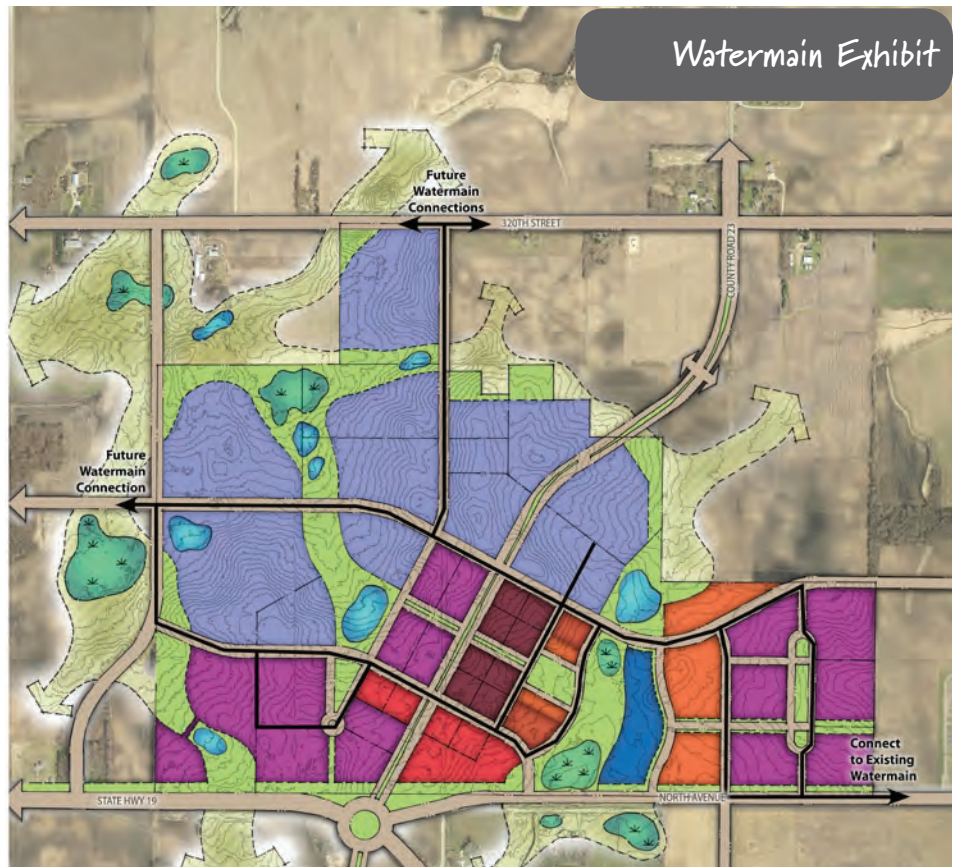 Watermain Exhibit
Future
Watermain
Connections
320TH STREET
COUNTY ROAD 23
Future
Watermain
Connection
Connect
to Existing
Watermain
STATE HWY 19
NORTH AVENUE